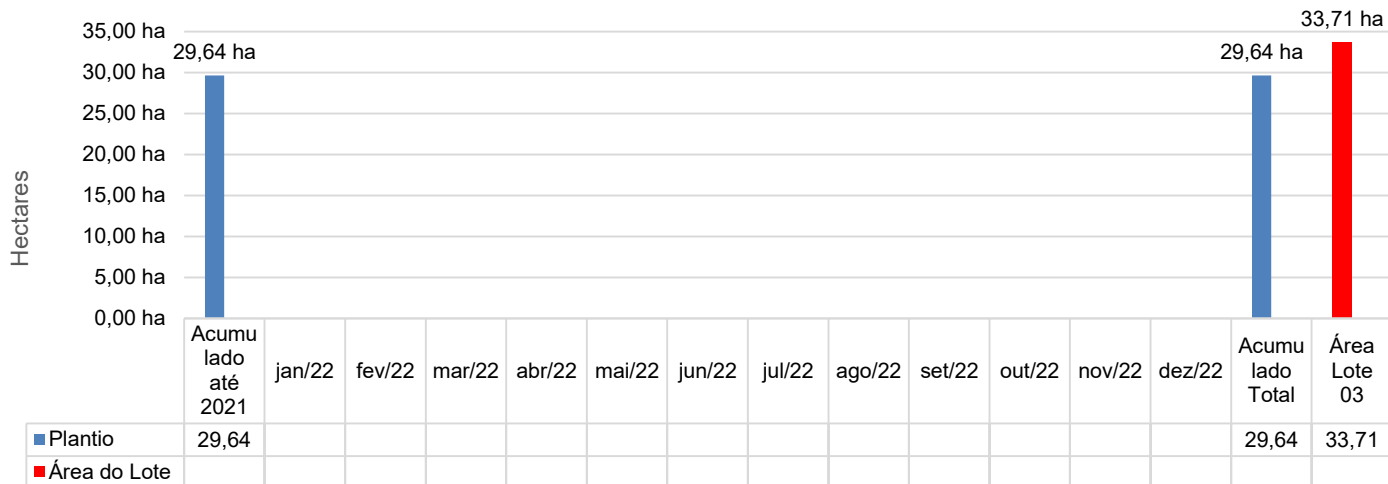 33,71 ha
35,00 ha
29,64 ha
29,64 ha
30,00 ha
25,00 ha
20,00 ha
15,00 ha
10,00 ha
5,00 ha
0,00 ha
Hectares
Acumu
lado
até
2021
jan/22
fev/22
mar/22
abr/22
mai/22
jun/22
jul/22
ago/22
set/22
out/22
nov/22
dez/22
Acumu
lado
Total
Área
Lote
03
Plantio 29,64 29,64 33,71
Área do Lote